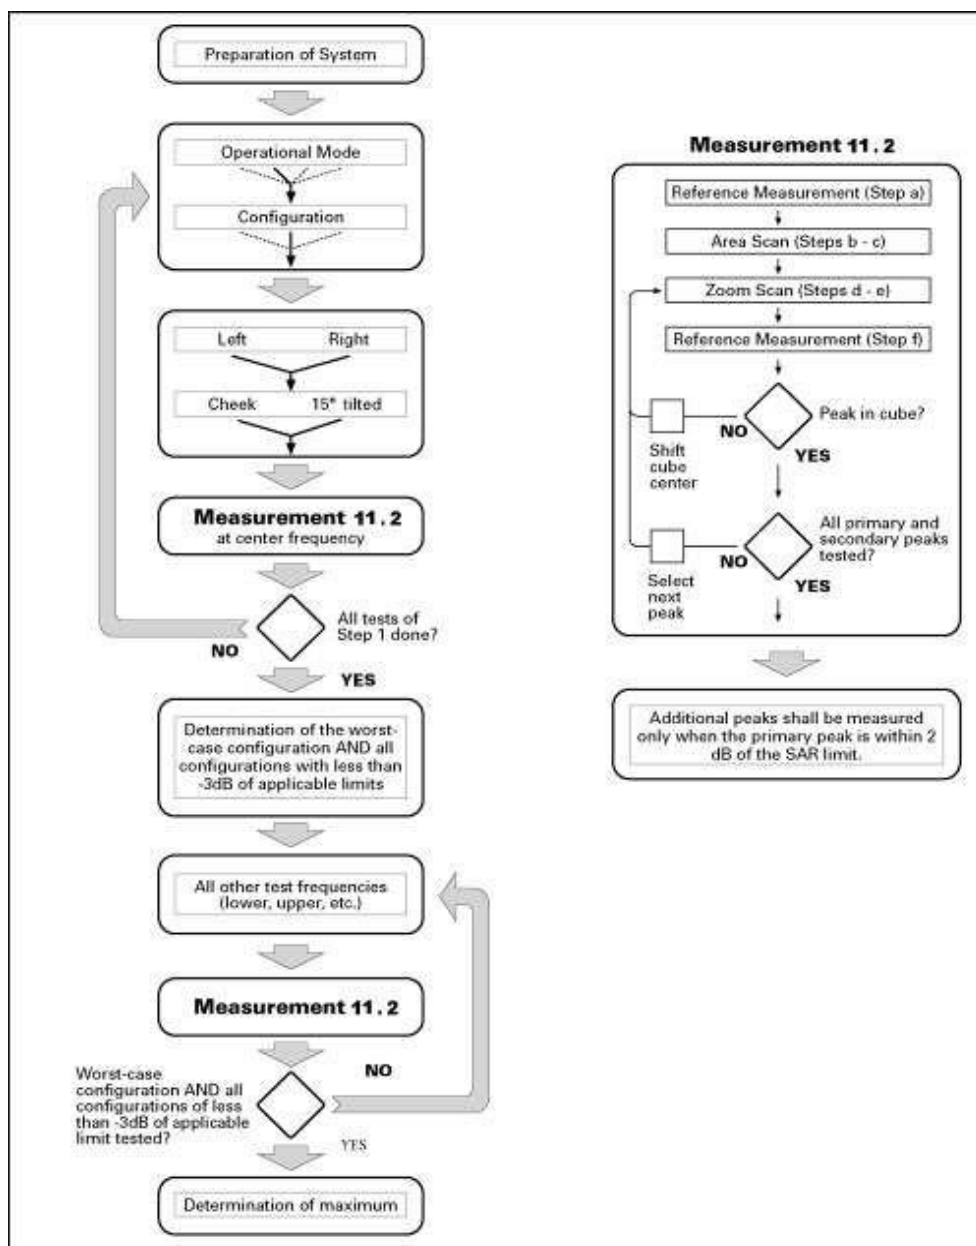 Preparation of System
Operational Mode
Configuration
Left Right
Cheek 15° tilted
Measurement 11.2
at center frequency
All tests of
Step 1 done?
NO
YES
Determination of the worst-
case configuration AND all
configurations with less than
-3dB of applicable limits
All other test frequencies
(lower, upper, etc.)
Measurement 11.2
NO
Worst-case
configuration AND all
configurations of less
than -3dB of applicable
limit tested?
YES
Determination of maximum
Measurement 11.2
Reference Measurement (Step a)
Area Scan (Steps b - c)
Zoom Scan (Steps d - e)
Reference Measurement (Step f)
Peak in cube?
NO
YES
Shift
cube
center
All primary and
secondary peaks
tested?
NO
YES
Select
next
peak
Additional peaks shall be measured
only when the primary peak is within 2
dB of the SAR limit.